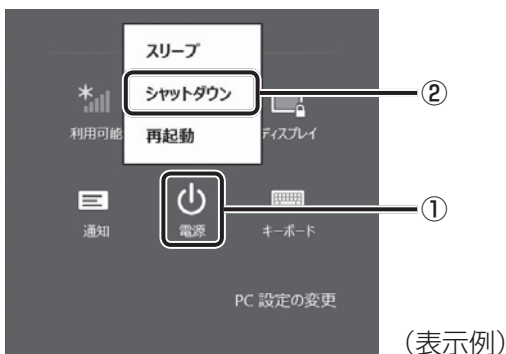 スリープ
シャットダウン
②
再起動
利用可能
ディスプレイ
通知
電源
キーボード
①
PC 設定の変更
(表示例)